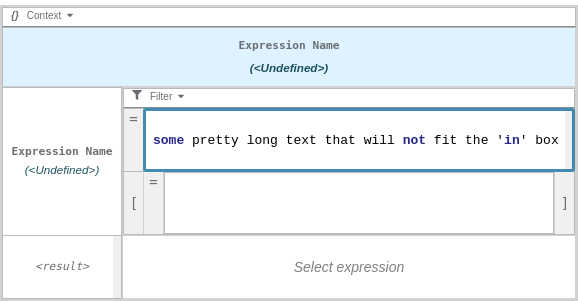 {} Context
Expression Name
(<Undefined>)
Filter
=
some pretty long text that will not fit the 'in' box
Expression Name
(<Undefined>)
=
[ ]
<result>
Select expression